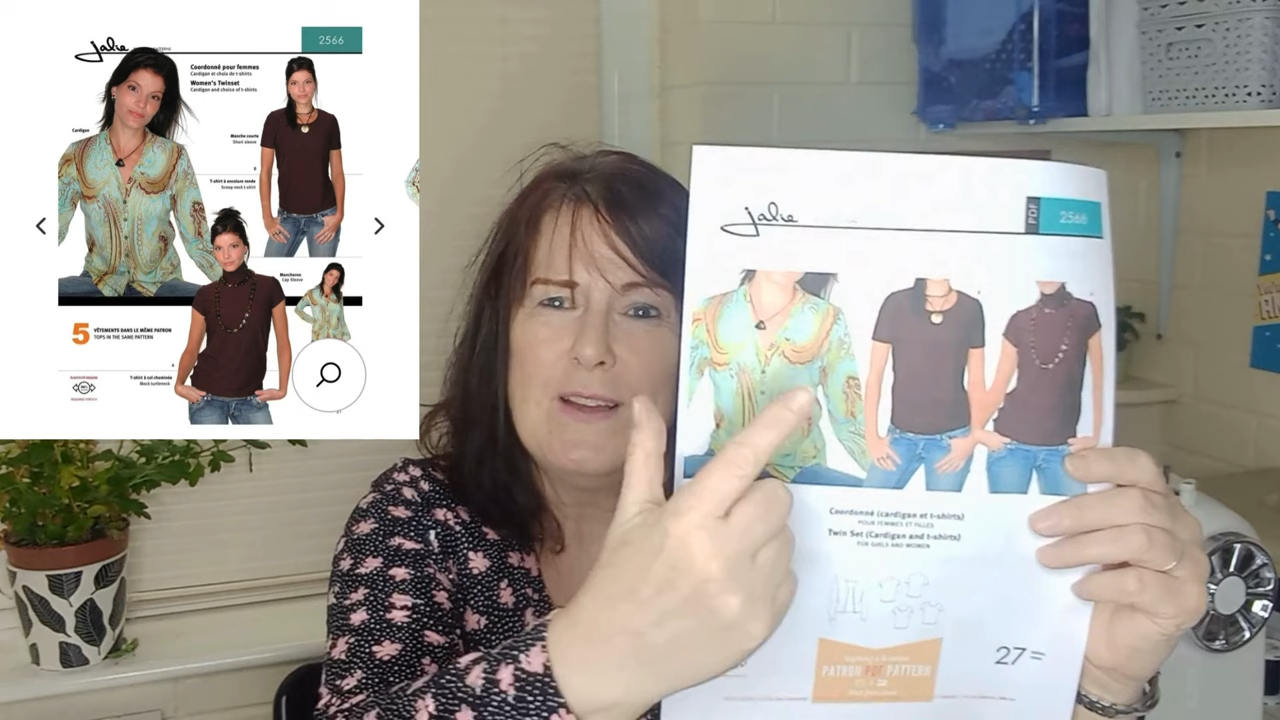 Jalie
2566
Coordonné pour femmes
Cardigan et choix de t-shirts
Women's Twinset
Cardigan and choice of t-shirts
Cardigan
Manche courte
Short sleeve
T-shirt à encolure ronde
Scoop neck t-shirt
Mancheron
Cap Sleeve
5 VÊTEMENTS DANS LE MÊME PATRON
TOPS IN THE SAME PATTERN
T-shirt à col cheminée
Mock turtleneck
Jalie
PDF
2566
Coordonné (cardigan et t-shirts)
POUR FEMMES ET FILLES
Twin Set (Cardigan and t-shirts)
FOR GIRLS AND WOMEN
PATRON PDF PATTERN
27=